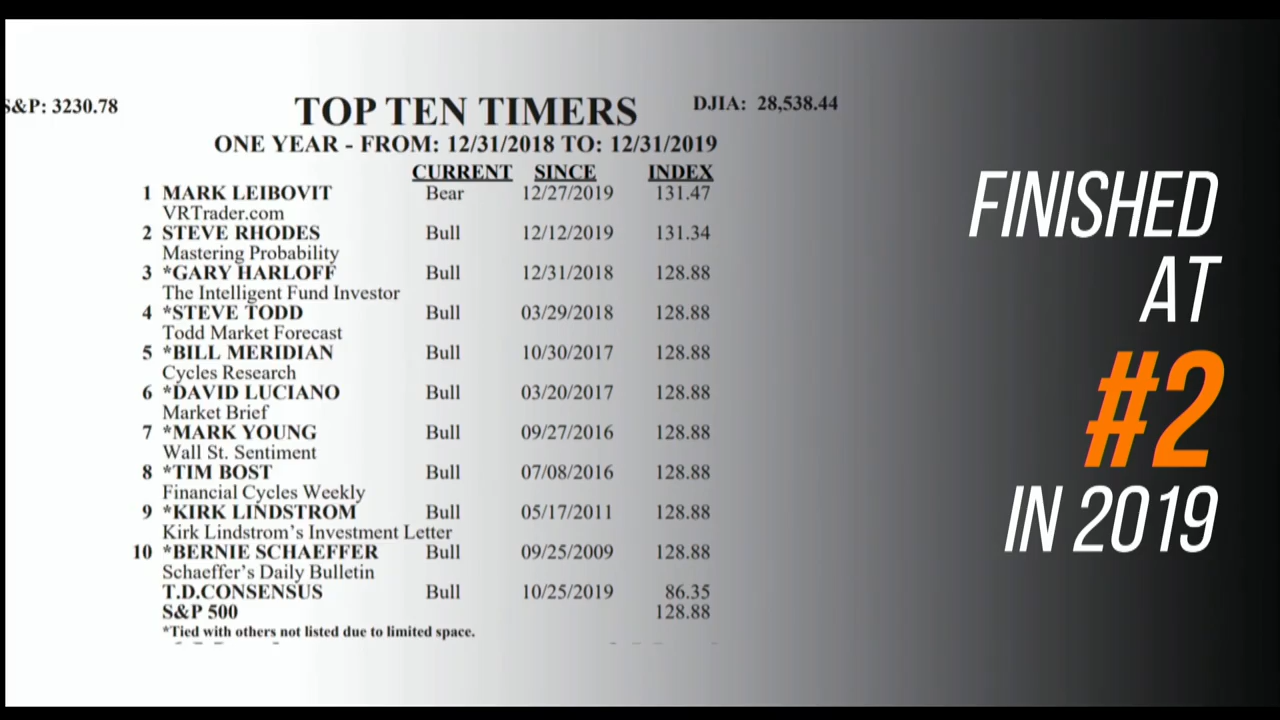 S&P: 3230.78
TOP TEN TIMERS
DJIA: 28,538.44
ONE YEAR - FROM: 12/31/2018 TO: 12/31/2019
CURRENT SINCE INDEX
1 MARK LEIBOVIT Bear 12/27/2019 131.47
VRTrader.com
2 STEVE RHODES Bull 12/12/2019 131.34
Mastering Probability
3 *GARY HARLOFF Bull 12/31/2018 128.88
The Intelligent Fund Investor
4 *STEVE TODD Bull 03/29/2018 128.88
Todd Market Forecast
5 *BILL MERIDIAN Bull 10/30/2017 128.88
Cycles Research
6 *DAVID LUCIANO Bull 03/20/2017 128.88
Market Brief
7 *MARK YOUNG Bull 09/27/2016 128.88
Wall St. Sentiment
8 *TIM BOST Bull 07/08/2016 128.88
Financial Cycles Weekly
9 *KIRK LINDSTROM Bull 05/17/2011 128.88
Kirk Lindstrom's Investment Letter
10 *BERNIE SCHAEFFER Bull 09/25/2009 128.88
Schaeffer's Daily Bulletin
T.D.CONSENSUS Bull 10/25/2019 86.35
S&P 500 128.88
*Tied with others not listed due to limited space.
FINISHED
AT
#2
IN 2019